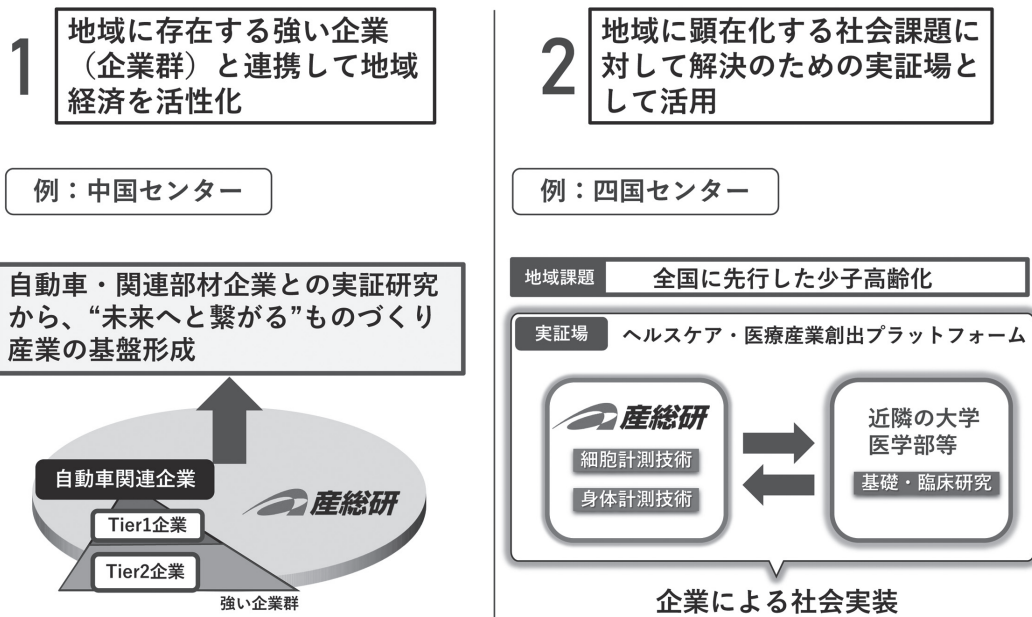 1
地域に存在する強い企業
（企業群）と連携して地域
経済を活性化
例：中国センター
自動車・関連部材企業との実証研究
から、“未来へと繋がる”ものづくり
産業の基盤形成
自動車関連企業
産総研
Tier1企業
Tier2企業
強い企業群
2
地域に顕在化する社会課題に
対して解決のための実証場と
して活用
例：四国センター
地域課題 全国に先行した少子高齢化
実証場 ヘルスケア・医療産業創出プラットフォーム
産総研
細胞計測技術
身体計測技術
近隣の大学
医学部等
基礎・臨床研究
企業による社会実装